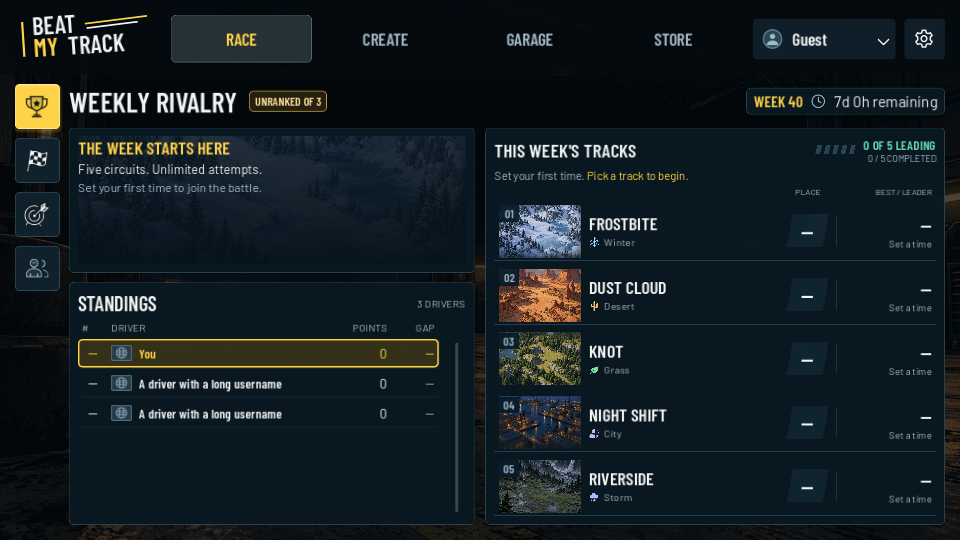 BEAT
MY TRACK
RACE
CREATE
GARAGE
STORE
Guest
WEEKLY RIVALRY
UNRANKED OF 3
WEEK 40
7d 0h remaining
THE WEEK STARTS HERE
Five circuits. Unlimited attempts.
Set your first time to join the battle.
STANDINGS
3 DRIVERS
# DRIVER POINTS GAP
— You 0 —
— A driver with a long username 0 —
— A driver with a long username 0 —
THIS WEEK'S TRACKS
0 OF 5 LEADING
0 / 5 COMPLETED
Set your first time. Pick a track to begin.
PLACE BEST / LEADER
01 FROSTBITE — —
Winter Set a time
02 DUST CLOUD — —
Desert Set a time
03 KNOT — —
Grass Set a time
04 NIGHT SHIFT — —
City Set a time
05 RIVERSIDE — —
Storm Set a time